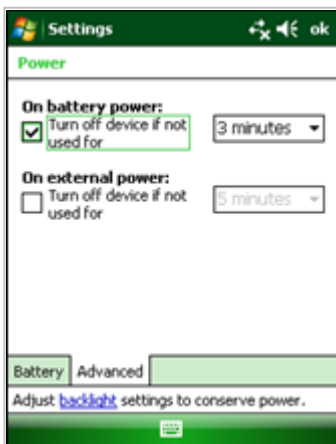 Settings
ok
Power
On battery power:
Turn off device if not
used for
3 minutes
On external power:
Turn off device if not
used for
5 minutes
Battery Advanced
Adjust backlight settings to conserve power.